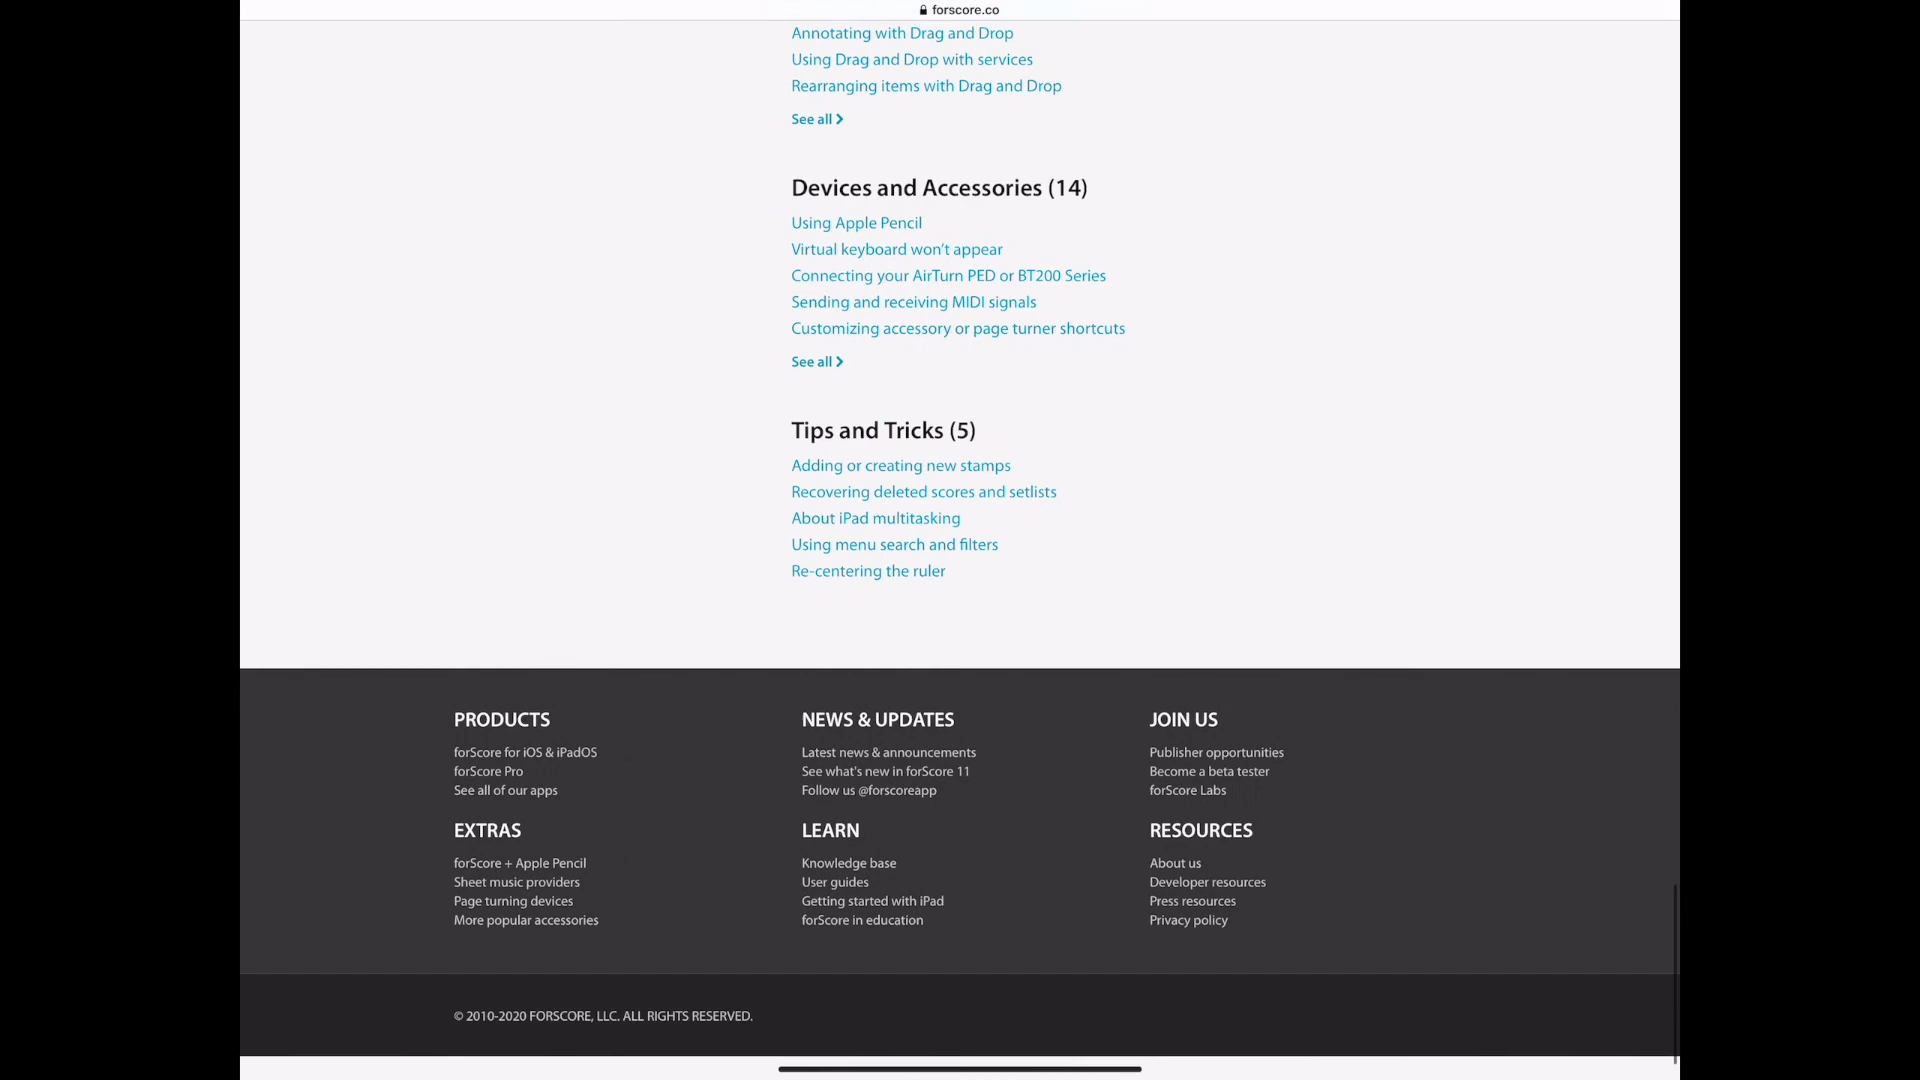 forscore.co
Annotating with Drag and Drop
Using Drag and Drop with services
Rearranging items with Drag and Drop
See all
Devices and Accessories (14)
Using Apple Pencil
Virtual keyboard won't appear
Connecting your AirTurn PED or BT200 Series
Sending and receiving MIDI signals
Customizing accessory or page turner shortcuts
See all
Tips and Tricks (5)
Adding or creating new stamps
Recovering deleted scores and setlists
About iPad multitasking
Using menu search and filters
Re-centering the ruler
PRODUCTS
forScore for iOS & iPadOS
forScore Pro
See all of our apps
NEWS & UPDATES
Latest news & announcements
See what's new in forScore 11
Follow us @forscoreapp
JOIN US
Publisher opportunities
Become a beta tester
forScore Labs
EXTRAS
forScore + Apple Pencil
Sheet music providers
Page turning devices
More popular accessories
LEARN
Knowledge base
User guides
Getting started with iPad
forScore in education
RESOURCES
About us
Developer resources
Press resources
Privacy policy
© 2010-2020 FORSCORE, LLC. ALL RIGHTS RESERVED.